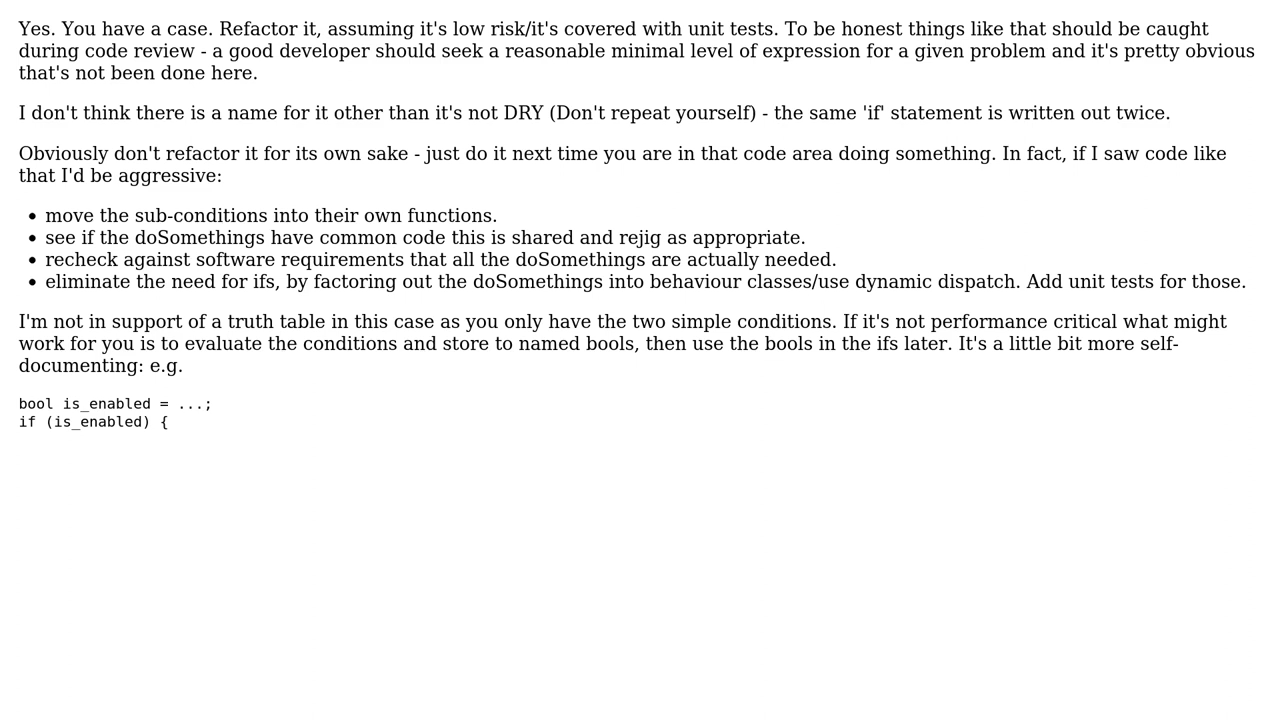 Yes. You have a case. Refactor it, assuming it's low risk/it's covered with unit tests. To be honest things like that should be caught
during code review - a good developer should seek a reasonable minimal level of expression for a given problem and it's pretty obvious
that's not been done here.
I don't think there is a name for it other than it's not DRY (Don't repeat yourself) - the same 'if' statement is written out twice.
Obviously don't refactor it for its own sake - just do it next time you are in that code area doing something. In fact, if I saw code like
that I'd be aggressive:
• move the sub-conditions into their own functions.
• see if the doSomethings have common code this is shared and rejig as appropriate.
• recheck against software requirements that all the doSomethings are actually needed.
• eliminate the need for ifs, by factoring out the doSomethings into behaviour classes/use dynamic dispatch. Add unit tests for those.
I'm not in support of a truth table in this case as you only have the two simple conditions. If it's not performance critical what might
work for you is to evaluate the conditions and store to named bools, then use the bools in the ifs later. It's a little bit more self-
documenting: e.g.
bool is_enabled = ...;
if (is_enabled) {